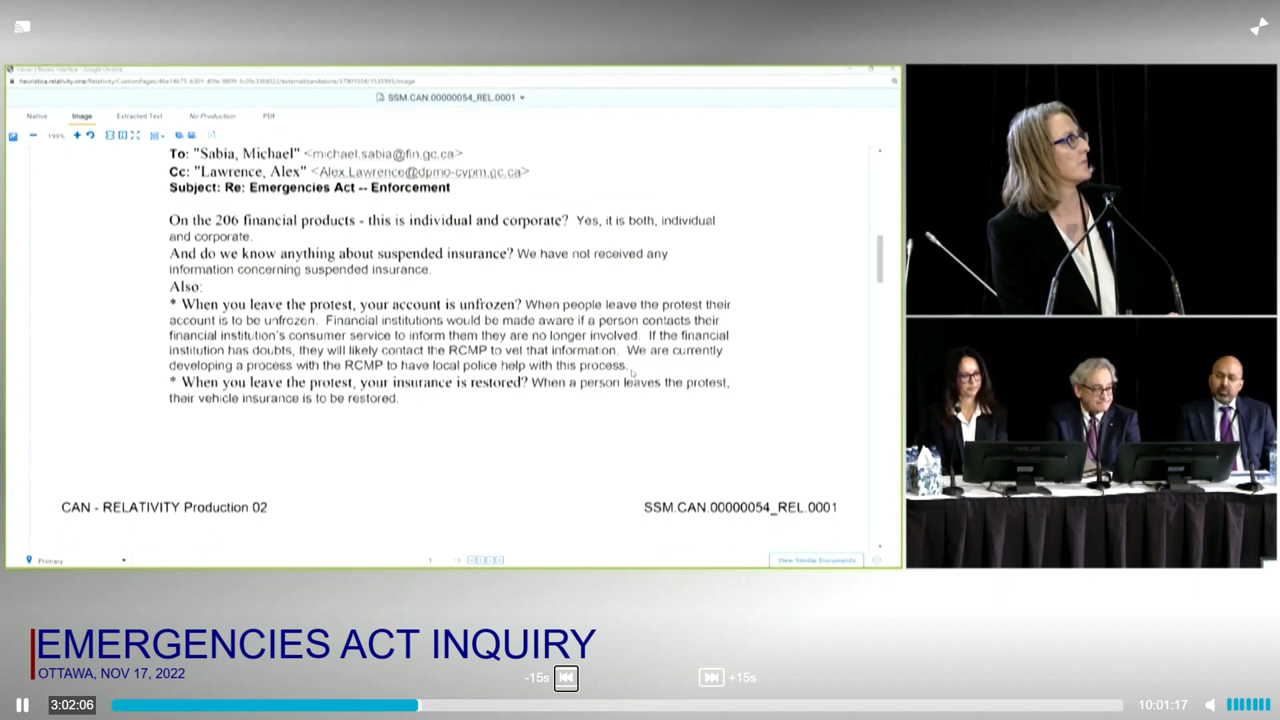 Viewer | Review Interface - Google Chrome
SSM.CAN.00000054_REL.0001
Native Image Extracted Text No Production PDF
199%
To: "Sabia, Michael" <michael.sabia@fin.gc.ca>
Cc: "Lawrence, Alex" <Alex.Lawrence@dpmo-cvpm.gc.ca>
Subject: Re: Emergencies Act -- Enforcement
On the 206 financial products - this is individual and corporate? Yes, it is both, individual
and corporate.
And do we know anything about suspended insurance? We have not received any
information concerning suspended insurance.
Also:
* When you leave the protest, your account is unfrozen? When people leave the protest their
account is to be unfrozen. Financial institutions would be made aware if a person contacts their
financial institution's consumer service to inform them they are no longer involved. If the financial
institution has doubts, they will likely contact the RCMP to vet that information. We are currently
developing a process with the RCMP to have local police help with this process.
* When you leave the protest, your insurance is restored? When a person leaves the protest,
their vehicle insurance is to be restored.
CAN - RELATIVITY Production 02
SSM.CAN.00000054_REL.0001
Primary
1
View Similar Documents
EMERGENCIES ACT INQUIRY
OTTAWA, NOV 17, 2022
-15s
+15s
3:02:06
10:01:17